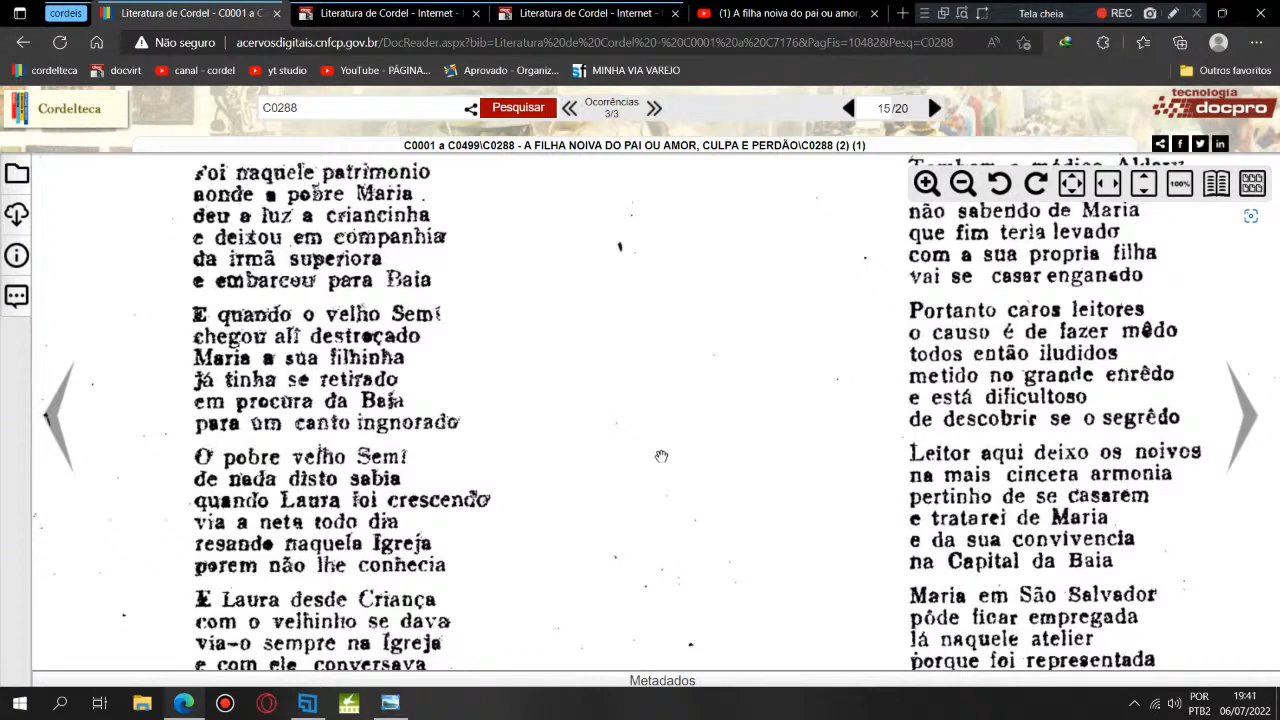 cordeis
Literatura de Cordel - C0001 a C
Literatura de Cordel - Internet -
Literatura de Cordel - Internet -
(1) A filha noiva do pai ou amor,
Tela cheia
REC
Não seguro
acervosdigitais.cnfcp.gov.br/DocReader.aspx?bib=Literatura%20de%20Cordel%20-%20C0001%20a%20C7176&PagFis=10482&Pesq=C0288
cordelteca
docvirt
canal - cordel
yt studio
YouTube - PÁGINA...
Aprovado - Organiz...
MINHA VIA VAREJO
Outros favoritos
Cordelteca
C0288
Pesquisar
Ocorrências
3/3
15/20
tecnologia
docpro
C0001 a C0499\C0288 - A FILHA NOIVA DO PAI OU AMOR, CULPA E PERDÃO\C0288 (2) (1)
100%
Foi naquele patrimonio
aonde a pobre Maria
deu a luz a criancinha
e deixou em companhia
da irmã superiora
e embarcou para Baia
E quando o velho Semi
chegou ali destroçado
Maria a sua filhinha
já tinha se retirado
em procura da Baia
para um canto ingnorado
O pobre velho Semi
de nada disto sabia
quando Laura foi crescendo
via a neta todo dia
resando naquela Igreja
porem não lhe conhecia
E Laura desde Criança
com o velhinho se dava
via-o sempre na Igreja
e com ele conversava
Tambem o médico Aldary
não sabendo de Maria
que fim teria levado
com a sua propria filha
vai se casar enganado
Portanto caros leitores
o causo é de fazer mêdo
todos então iludidos
metido no grande enrêdo
e está dificultoso
de descobrir se o segrêdo
Leitor aqui deixo os noivos
na mais cincera armonia
pertinho de se casarem
e tratarei de Maria
e da sua convivencia
na Capital da Baia
Maria em São Salvador
pôde ficar empregada
lá naquele atelier
porque foi representada
Metadados
POR
PTB2
19:41
06/07/2022